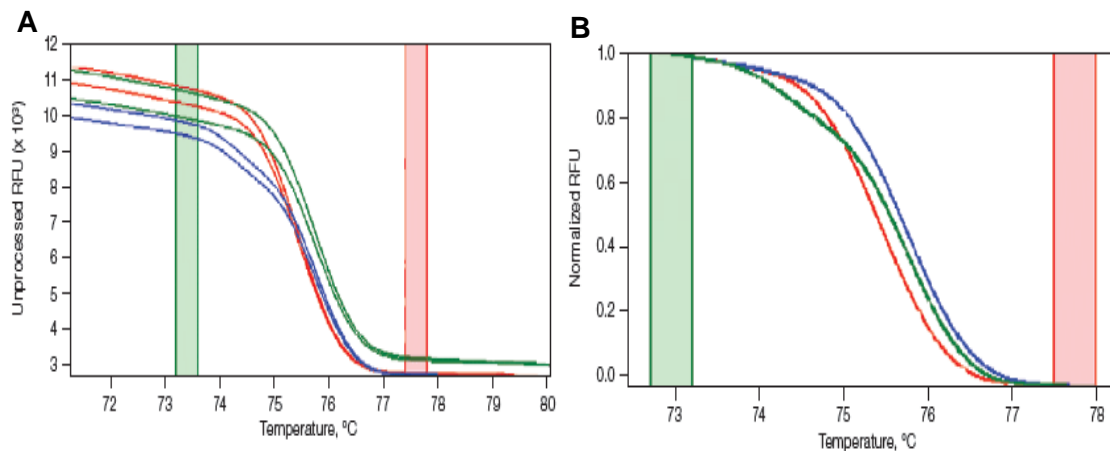 A
Unprocessed RFU (x 10³)
12
11
10
9
8
7
6
5
4
3
72 73 74 75 76 77 78 79 80
Temperature, ºC
B
Normalized RFU
1.0
0.8
0.6
0.4
0.2
0.0
73 74 75 76 77 78
Temperature, ºC